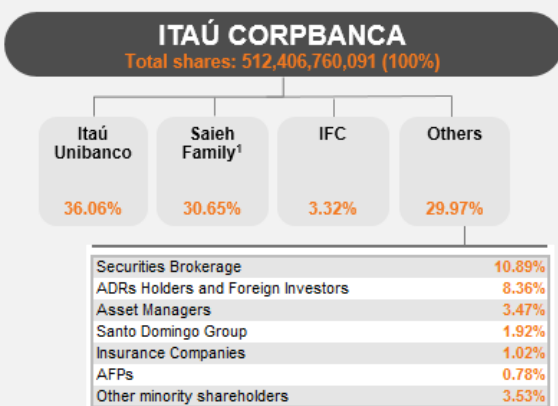 ITAÚ CORPBANCA
Total shares: 512,406,760,091 (100%)
Itaú Unibanco
36.06%
Saieh Family¹
30.65%
IFC
3.32%
Others
29.97%
Securities Brokerage 10.89%
ADRs Holders and Foreign Investors 8.36%
Asset Managers 3.47%
Santo Domingo Group 1.92%
Insurance Companies 1.02%
AFPs 0.78%
Other minority shareholders 3.53%